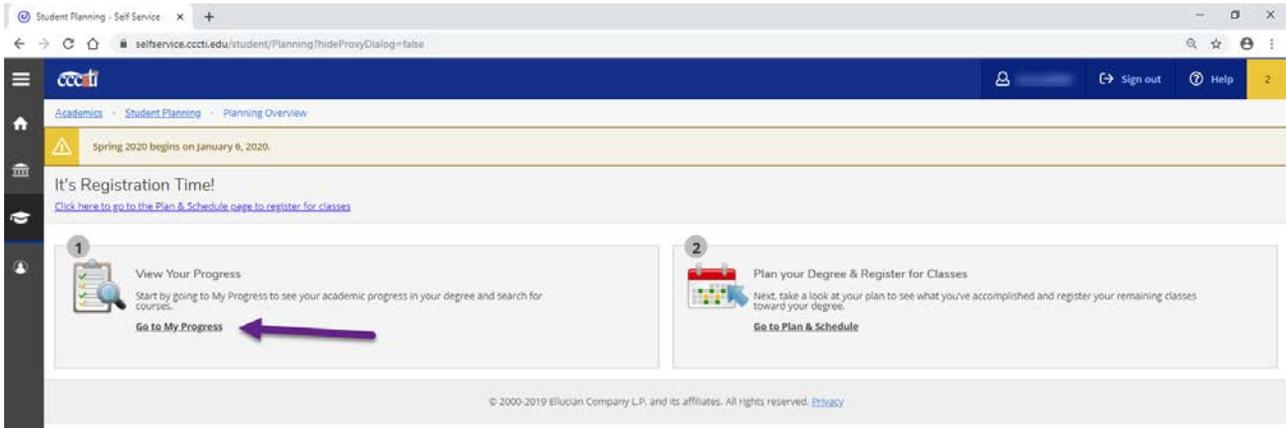 Student Planning - Self Service
selfservice.cccti.edu/student/Planning?hideProxyDialog=false
cccti
Sign out
Help
2
Academics · Student Planning · Planning Overview
Spring 2020 begins on January 6, 2020.
It's Registration Time!
Click here to go to the Plan & Schedule page to register for classes
1
View Your Progress
Start by going to My Progress to see your academic progress in your degree and search for
courses.
Go to My Progress
2
Plan your Degree & Register for Classes
Next, take a look at your plan to see what you've accomplished and register your remaining classes
toward your degree.
Go to Plan & Schedule
© 2000-2019 Ellucian Company L.P. and its affiliates. All rights reserved. Privacy